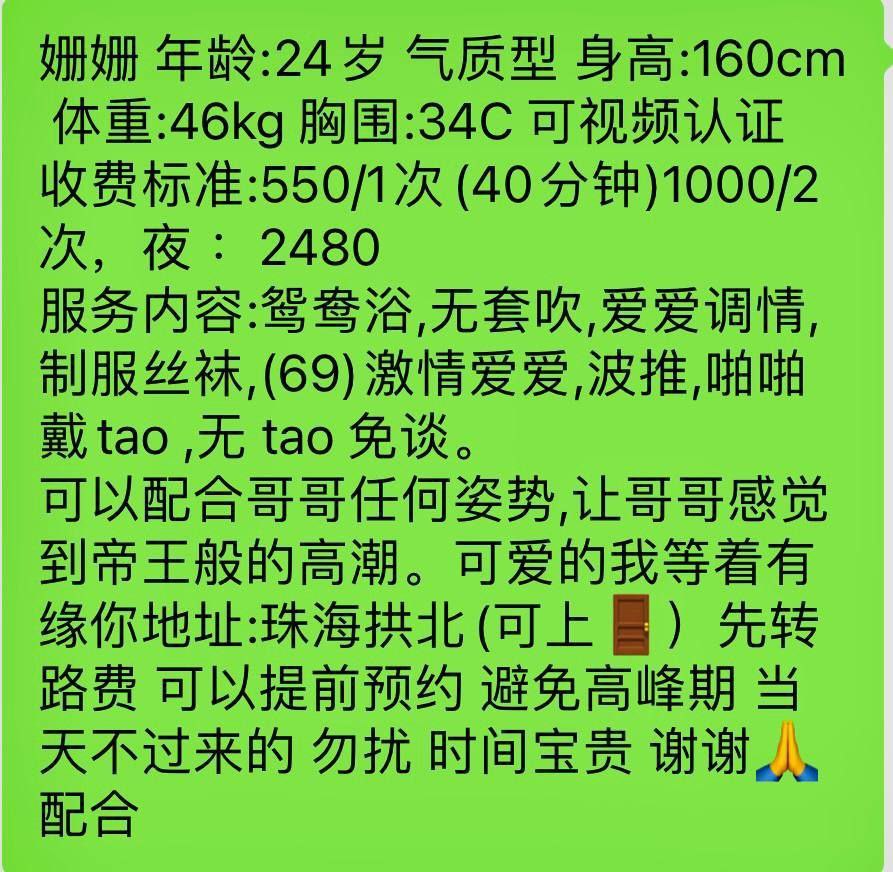 姗姗 年龄:24岁 气质型 身高:160cm
体重:46kg 胸围:34C 可视频认证
收费标准:550/1次 (40分钟)1000/2
次，夜 ： 2480
服务内容:鸳鸯浴,无套吹,爱爱调情,
制服丝袜,(69)激情爱爱,波推,啪啪
戴tao ,无 tao 免谈。
可以配合哥哥任何姿势,让哥哥感觉
到帝王般的高潮。可爱的我等着有
缘你地址:珠海拱北(可上🚪）先转
路费 可以提前预约 避免高峰期 当
天不过来的 勿扰 时间宝贵 谢谢🙏
配合